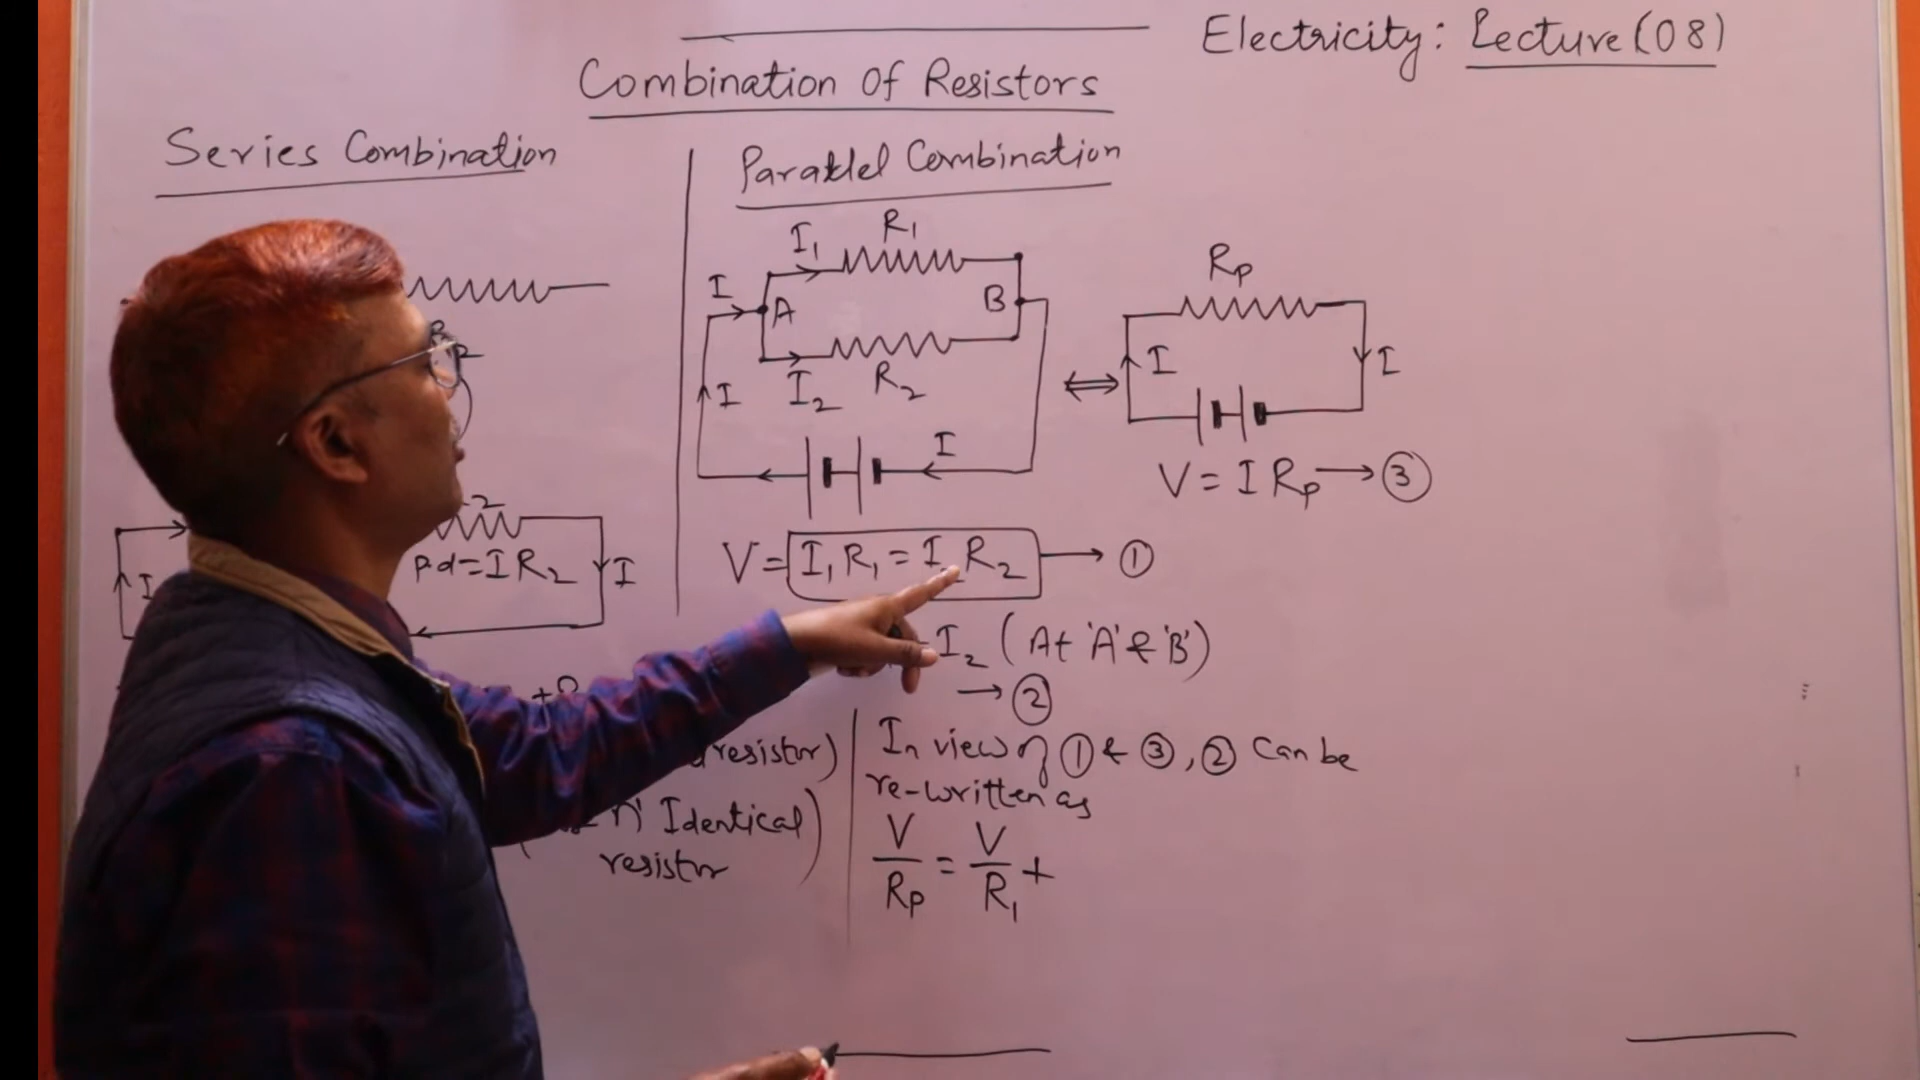 Electricity: Lecture (08)
Combination Of Resistors
Series Combination
R2
I
Pd = I R2
I
resistor)
'n' Identical)
resistor
Parallel Combination
I1
R1
I
A
B
I
I2
R2
I
V = I1 R1 = I2 R2 → ①
I2 (At 'A' & 'B')
→ ②
In view of ① & ③, ② Can be
re-written as
V/Rp = V/R1 +
⇔
Rp
I
I
V = I Rp → ③